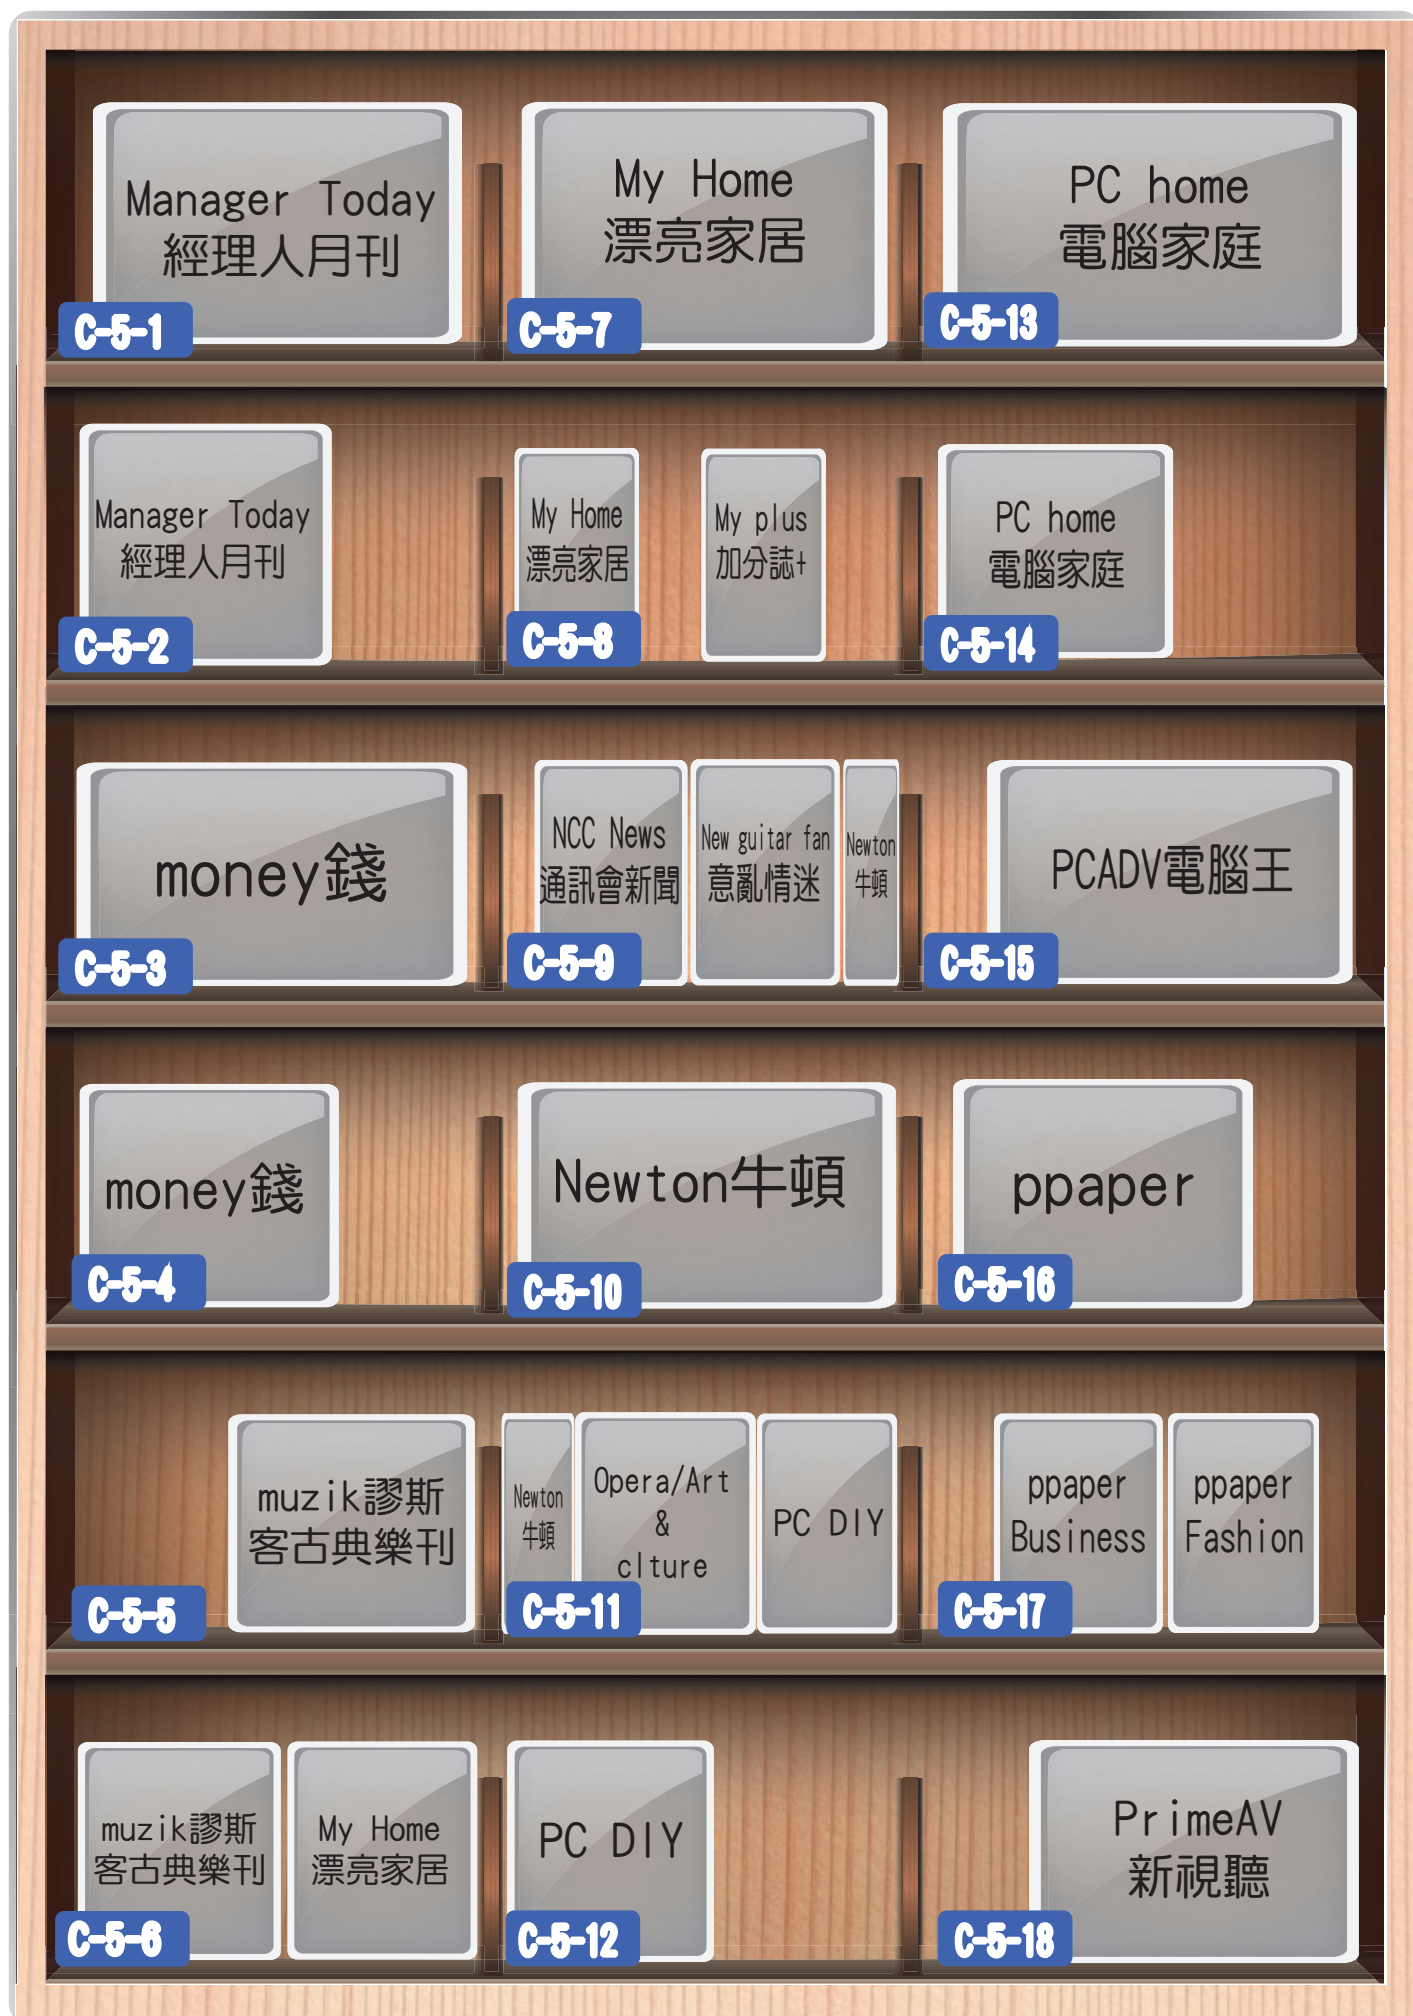 Manager Today
經理人月刊
C-5-1
My Home
漂亮家居
C-5-7
PC home
電腦家庭
C-5-13
Manager Today
經理人月刊
C-5-2
My Home
漂亮家居
C-5-8
My plus
加分誌+
PC home
電腦家庭
C-5-14
money錢
C-5-3
NCC News
通訊會新聞
C-5-9
New guitar fan
意亂情迷
Newton
牛頓
PCADV電腦王
C-5-15
money錢
C-5-4
Newton牛頓
C-5-10
ppaper
C-5-16
muzik謬斯
客古典樂刊
C-5-5
Newton
牛頓
C-5-11
Opera/Art
&
clture
PC DIY
ppaper
Business
C-5-17
ppaper
Fashion
muzik謬斯
客古典樂刊
C-5-6
My Home
漂亮家居
PC DIY
C-5-12
PrimeAV
新視聽
C-5-18